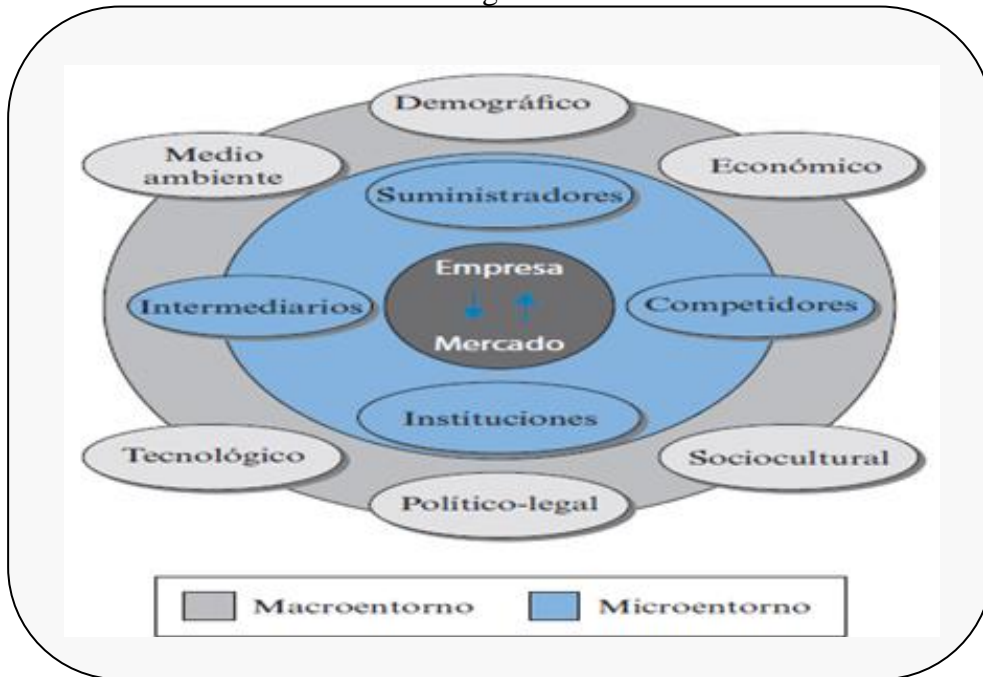 Demográfico
Medio
ambiente
Económico
Suministradores
Empresa
Intermediarios
Competidores
Mercado
Instituciones
Tecnológico
Sociocultural
Político-legal
Macroentorno
Microentorno